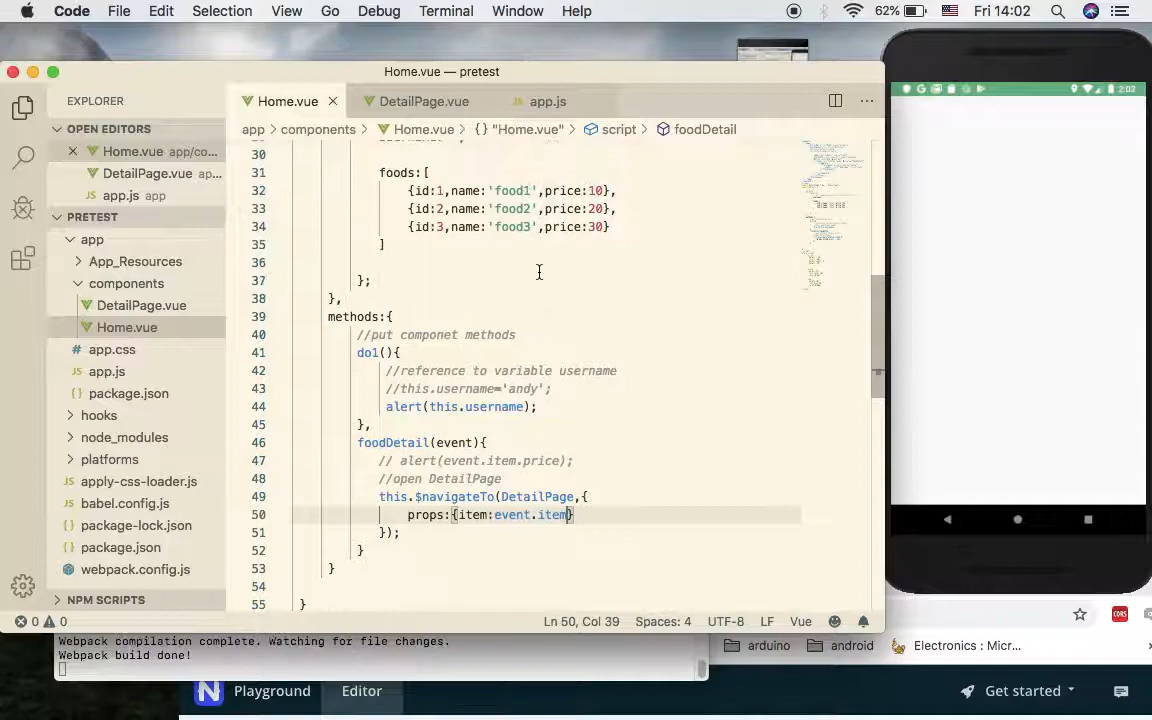 Code File Edit Selection View Go Debug Terminal Window Help 62% Fri 14:02
Home.vue — pretest
EXPLORER
OPEN EDITORS
Home.vue app/co...
DetailPage.vue ap...
app.js app
PRETEST
app
App_Resources
components
DetailPage.vue
Home.vue
app.css
app.js
package.json
hooks
node_modules
platforms
apply-css-loader.js
babel.config.js
package-lock.json
package.json
webpack.config.js
NPM SCRIPTS
Home.vue DetailPage.vue app.js
app > components > Home.vue > {} "Home.vue" > script > foodDetail
30
31 foods:[
32 {id:1,name:'food1',price:10},
33 {id:2,name:'food2',price:20},
34 {id:3,name:'food3',price:30}
35 ]
36
37 };
38 },
39 methods:{
40 //put componet methods
41 do1(){
42 //reference to variable username
43 //this.username='andy';
44 alert(this.username);
45 },
46 foodDetail(event){
47 // alert(event.item.price);
48 //open DetailPage
49 this.$navigateTo(DetailPage,{
50 props:{item:event.item}
51 });
52 }
53 }
54
55 }
0 0 Ln 50, Col 39 Spaces: 4 UTF-8 LF Vue
2:02
Webpack compilation complete. Watching for file changes.
Webpack build done!
CORS
arduino android Electronics : Micr...
N Playground Editor Get started